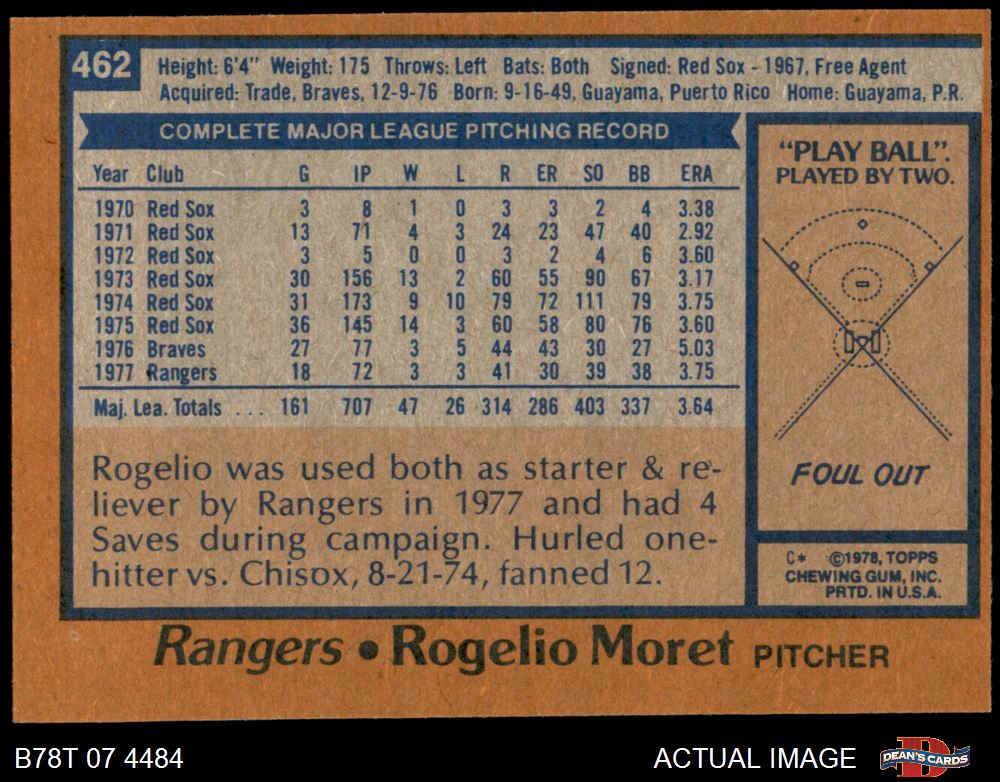 462
Height: 6'4" Weight: 175 Throws: Left Bats: Both Signed: Red Sox - 1967, Free Agent
Acquired: Trade, Braves, 12-9-76 Born: 9-16-49, Guayama, Puerto Rico Home: Guayama, P.R.
COMPLETE MAJOR LEAGUE PITCHING RECORD
Year Club G IP W L R ER SO BB ERA
1970 Red Sox 3 8 1 0 3 3 2 4 3.38
1971 Red Sox 13 71 4 3 24 23 47 40 2.92
1972 Red Sox 3 5 0 0 3 2 4 6 3.60
1973 Red Sox 30 156 13 2 60 55 90 67 3.17
1974 Red Sox 31 173 9 10 79 72 111 79 3.75
1975 Red Sox 36 145 14 3 60 58 80 76 3.60
1976 Braves 27 77 3 5 44 43 30 27 5.03
1977 Rangers 18 72 3 3 41 30 39 38 3.75
Maj. Lea. Totals ... 161 707 47 26 314 286 403 337 3.64
Rogelio was used both as starter & re-
liever by Rangers in 1977 and had 4
Saves during campaign. Hurled one-
hitter vs. Chisox, 8-21-74, fanned 12.
"PLAY BALL".
PLAYED BY TWO.
FOUL OUT
C* ©1978, TOPPS
CHEWING GUM, INC.
PRTD. IN U.S.A.
Rangers • Rogelio Moret PITCHER
B78T 07 4484
ACTUAL IMAGE
DEAN'S CARDS